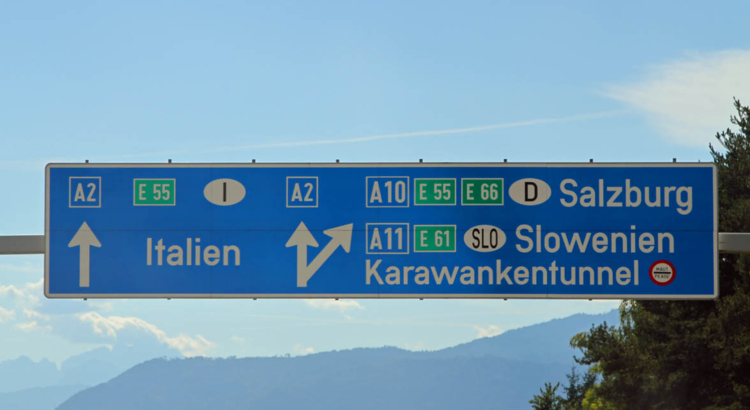 A2 E 55 I A2 A10 E 55 E 66 D Salzburg
Italien A11 E 61 SLO Slowenien
Karawankentunnel